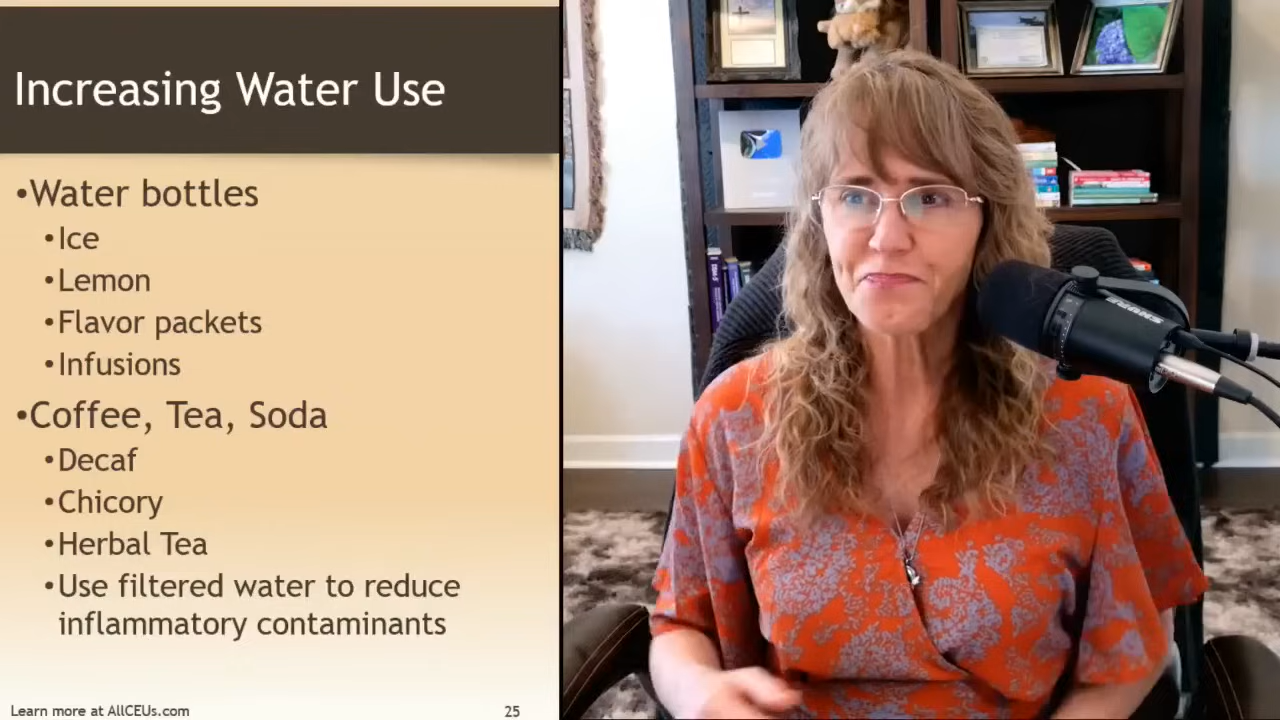 Increasing Water Use
•Water bottles
•Ice
•Lemon
•Flavor packets
•Infusions
•Coffee, Tea, Soda
•Decaf
•Chicory
•Herbal Tea
•Use filtered water to reduce
inflammatory contaminants
Learn more at AllCEUs.com
25
SHURE